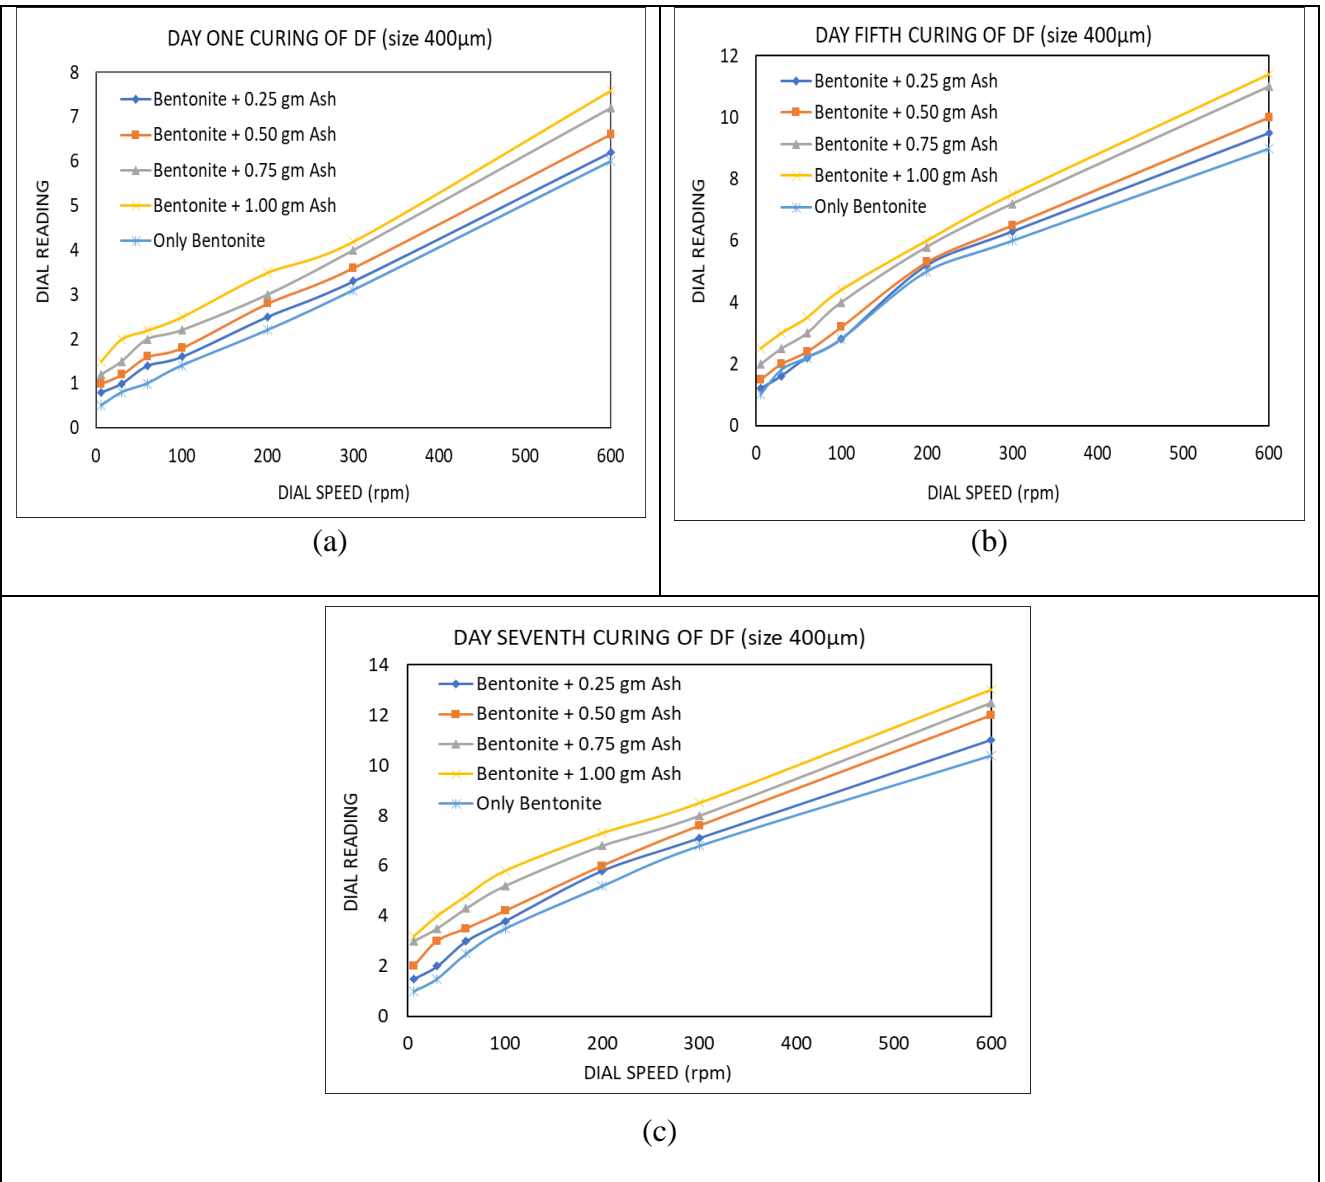 DAY ONE CURING OF DF (size 400µm)
8
7
6
5
4
3
2
1
0
DIAL READING
Bentonite + 0.25 gm Ash
Bentonite + 0.50 gm Ash
Bentonite + 0.75 gm Ash
Bentonite + 1.00 gm Ash
Only Bentonite
0 100 200 300 400 500 600
DIAL SPEED (rpm)
(a)
DAY FIFTH CURING OF DF (size 400µm)
12
10
8
6
4
2
0
DIAL READING
Bentonite + 0.25 gm Ash
Bentonite + 0.50 gm Ash
Bentonite + 0.75 gm Ash
Bentonite + 1.00 gm Ash
Only Bentonite
0 100 200 300 400 500 600
DIAL SPEED (rpm)
(b)
DAY SEVENTH CURING OF DF (size 400µm)
14
12
10
8
6
4
2
0
DIAL READING
Bentonite + 0.25 gm Ash
Bentonite + 0.50 gm Ash
Bentonite + 0.75 gm Ash
Bentonite + 1.00 gm Ash
Only Bentonite
0 100 200 300 400 500 600
DIAL SPEED (rpm)
(c)